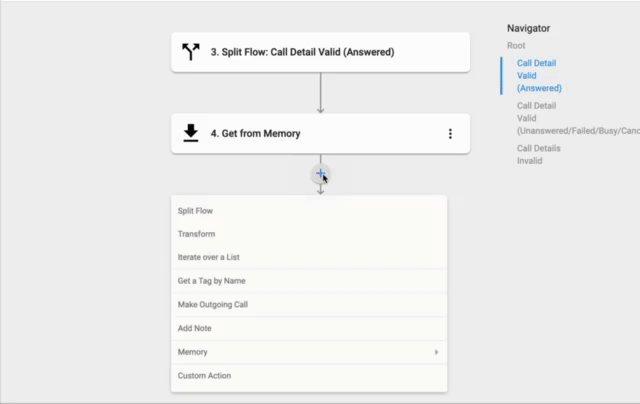 3. Split Flow: Call Detail Valid (Answered)
4. Get from Memory
Split Flow
Transform
Iterate over a List
Get a Tag by Name
Make Outgoing Call
Add Note
Memory
Custom Action
Navigator
Root
Call Detail
Valid
(Answered)
Call Detail
Valid
(Unanswered/Failed/Busy/Canc
Call Details
Invalid